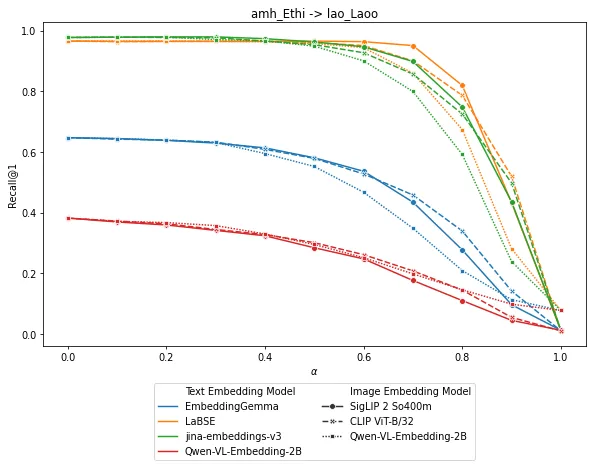 amh_Ethi -> lao_Laoo
1.0
0.8
0.6
0.4
0.2
0.0
Recall@1
0.0 0.2 0.4 0.6 0.8 1.0
α
Text Embedding Model
EmbeddingGemma
LaBSE
jina-embeddings-v3
Qwen-VL-Embedding-2B
Image Embedding Model
SigLIP 2 So400m
CLIP ViT-B/32
Qwen-VL-Embedding-2B